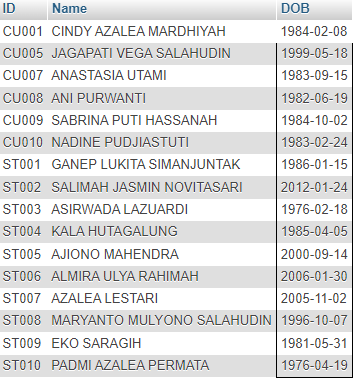 ID Name DOB
CU001 CINDY AZALEA MARDHIYAH 1984-02-08
CU005 JAGAPATI VEGA SALAHUDIN 1999-05-18
CU007 ANASTASIA UTAMI 1983-09-15
CU008 ANI PURWANTI 1982-06-19
CU009 SABRINA PUTI HASSANAH 1984-10-02
CU010 NADINE PUDJIASTUTI 1983-02-24
ST001 GANEP LUKITA SIMANJUNTAK 1986-01-15
ST002 SALIMAH JASMIN NOVITASARI 2012-01-24
ST003 ASIRWADA LAZUARDI 1976-02-18
ST004 KALA HUTAGALUNG 1985-04-05
ST005 AJIONO MAHENDRA 2000-09-14
ST006 ALMIRA ULYA RAHIMAH 2006-01-30
ST007 AZALEA LESTARI 2005-11-02
ST008 MARYANTO MULYONO SALAHUDIN 1996-10-07
ST009 EKO SARAGIH 1981-05-31
ST010 PADMI AZALEA PERMATA 1976-04-19